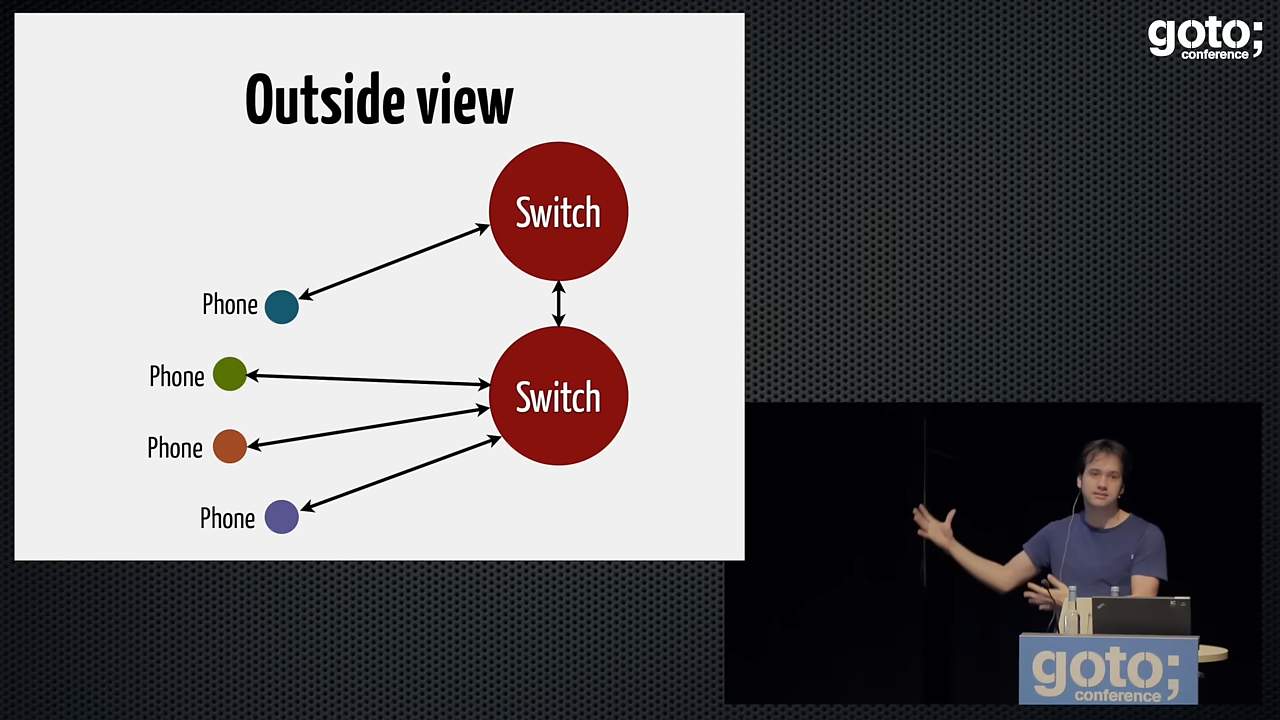 goto;
conference
Outside view
Switch
Phone
Phone
Switch
Phone
Phone
goto;
conference